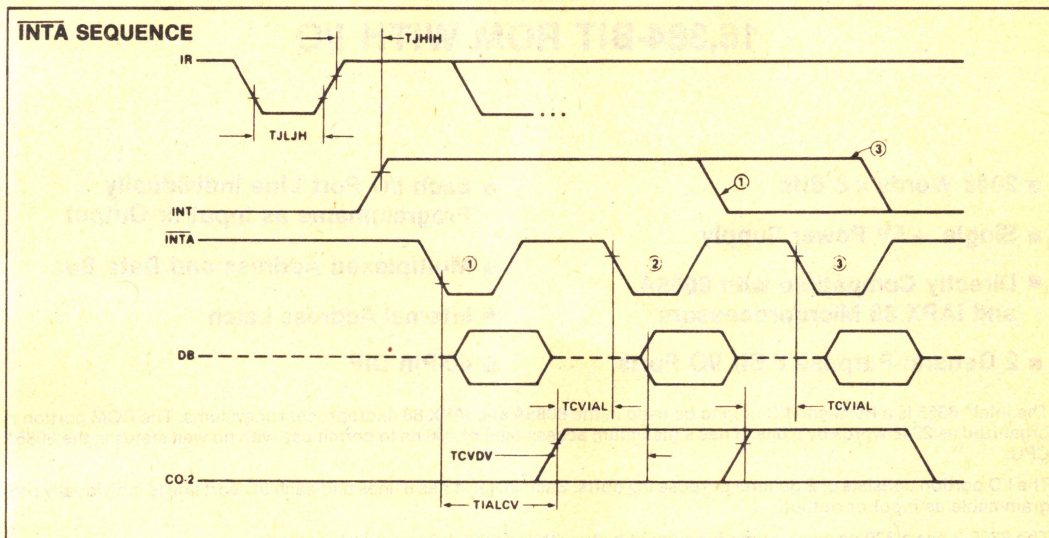 INTA SEQUENCE
TJHIH
IR
TJLJH
...
③
①
INT
INTA
① ② ③
DB
TCVIAL TCVIAL
TCVDV
CO-2
TIALCV